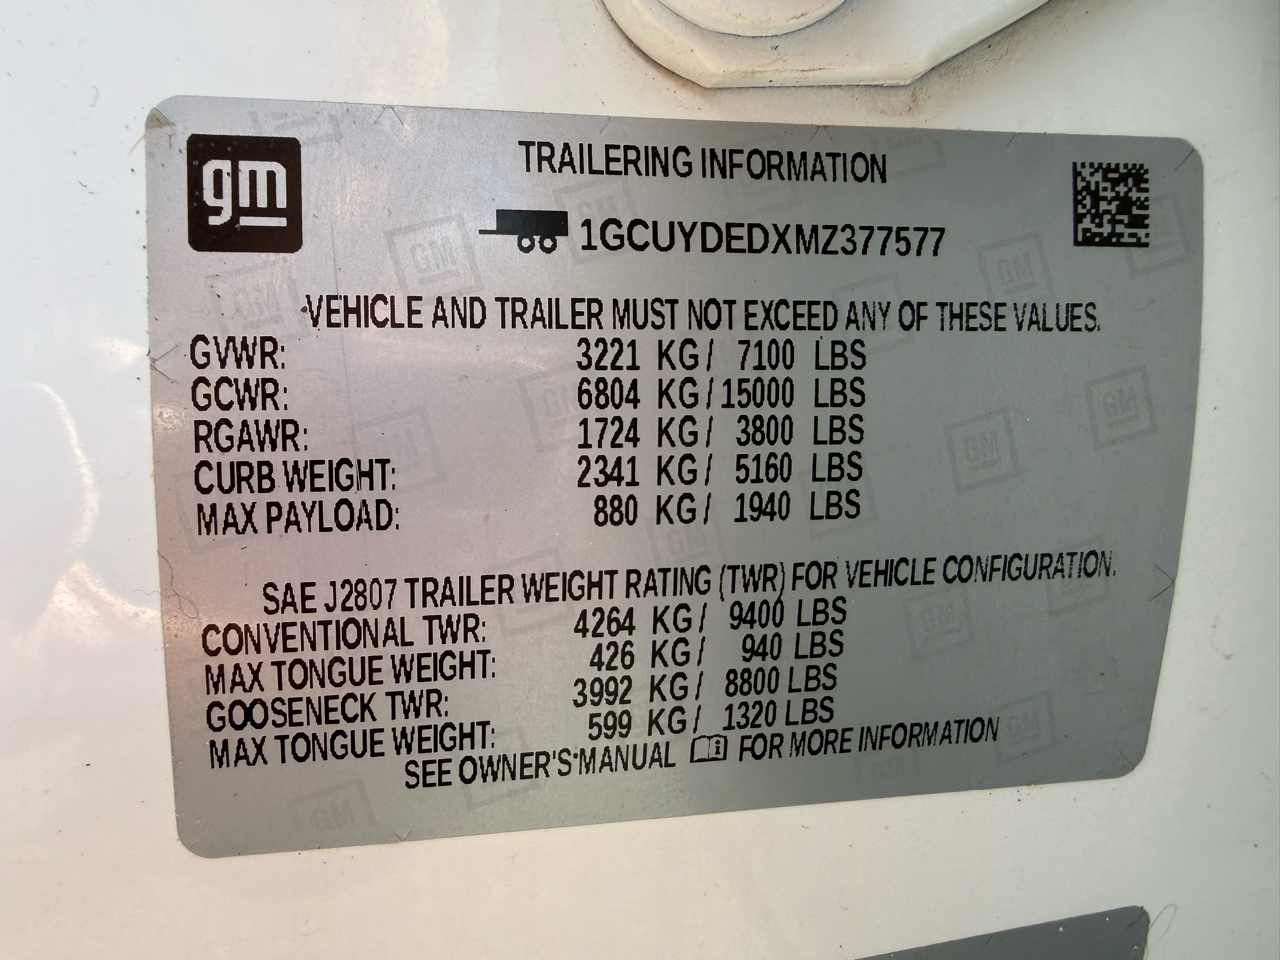 gm
TRAILERING INFORMATION
1GCUYDEDXMZ377577
VEHICLE AND TRAILER MUST NOT EXCEED ANY OF THESE VALUES.
GVWR: 3221 KG/ 7100 LBS
GCWR: 6804 KG/15000 LBS
RGAWR: 1724 KG/ 3800 LBS
CURB WEIGHT: 2341 KG/ 5160 LBS
MAX PAYLOAD: 880 KG/ 1940 LBS
SAE J2807 TRAILER WEIGHT RATING (TWR) FOR VEHICLE CONFIGURATION.
CONVENTIONAL TWR: 4264 KG/ 9400 LBS
MAX TONGUE WEIGHT: 426 KG/ 940 LBS
GOOSENECK TWR: 3992 KG/ 8800 LBS
MAX TONGUE WEIGHT: 599 KG/ 1320 LBS
SEE OWNER'S MANUAL FOR MORE INFORMATION